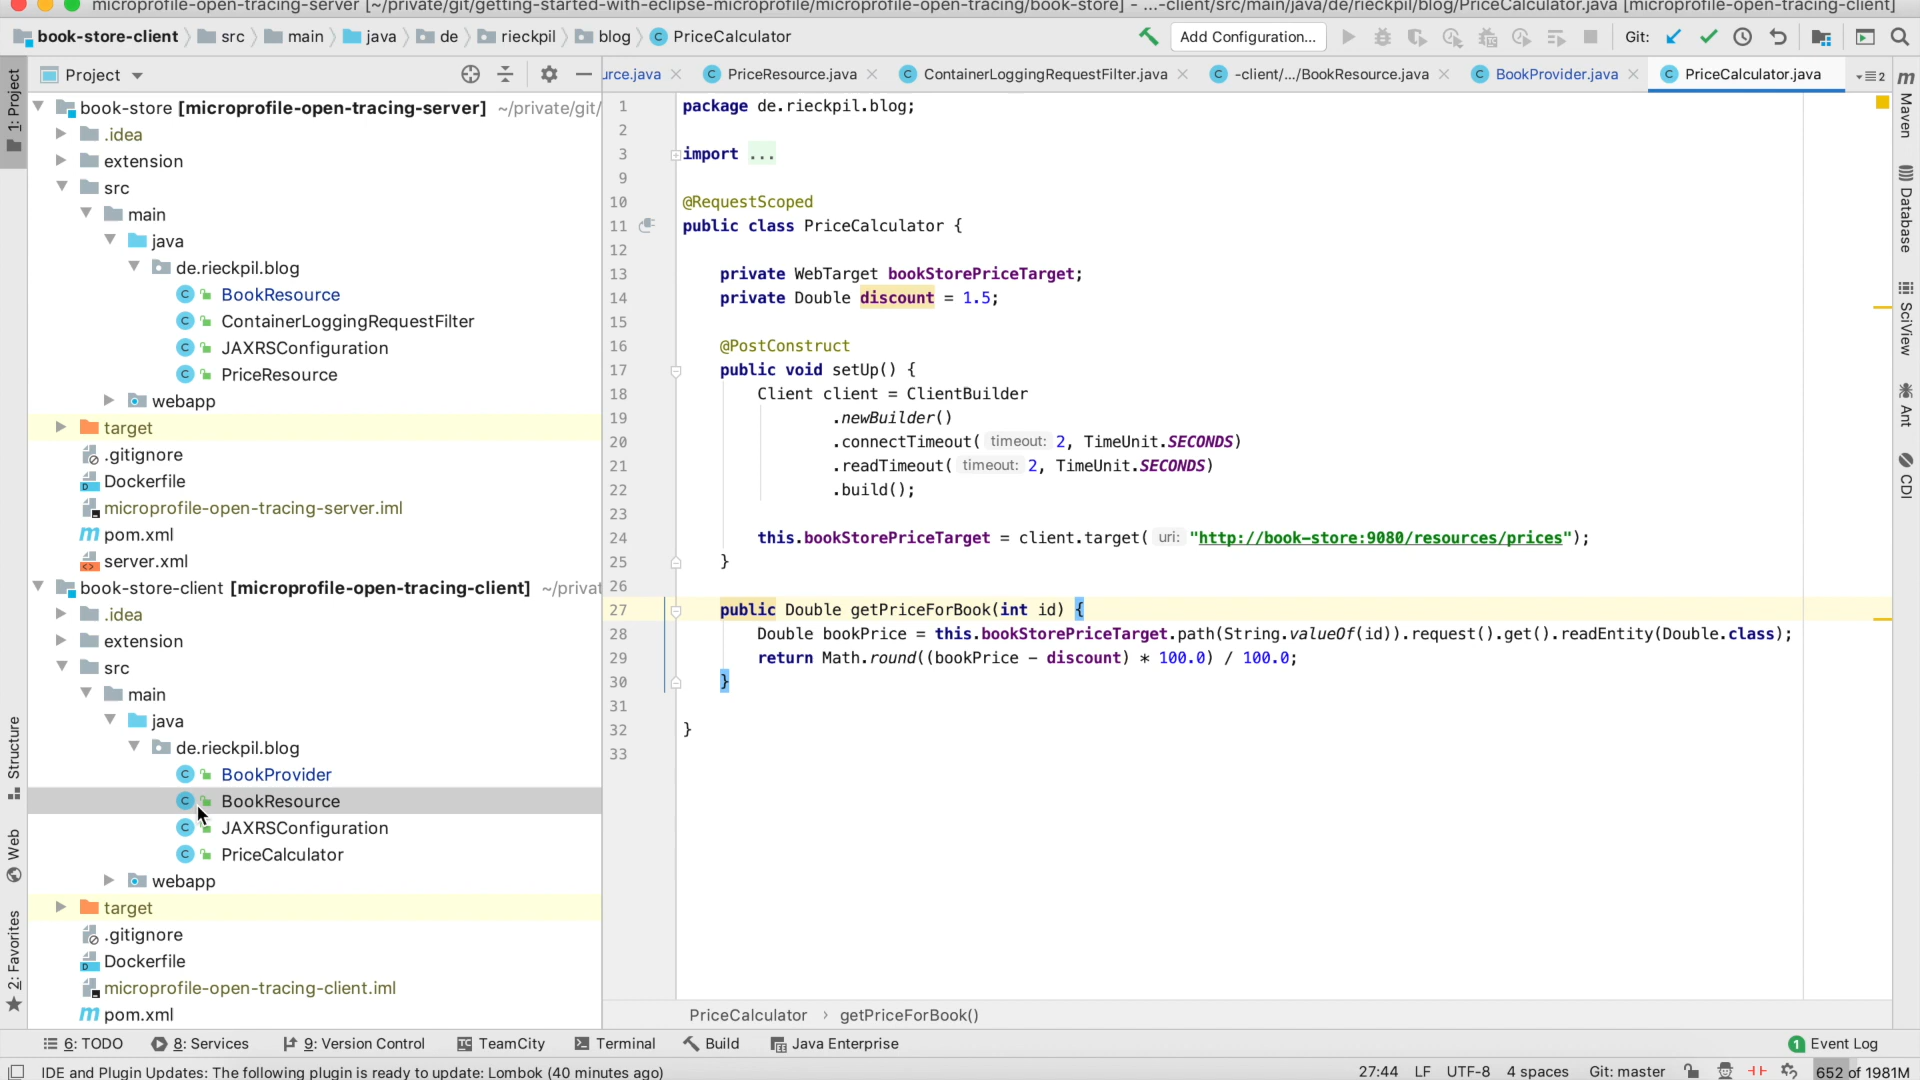 microprofile-open-tracing-server [~/private/git/getting-started-with-eclipse-microprofile/microprofile-open-tracing/book-store] - ...-client/src/main/java/de/rieckpil/blog/PriceCalculator.java [microprofile-open-tracing-client]
book-store-client src main java de rieckpil blog PriceCalculator Add Configuration... Git:
Project
urce.java PriceResource.java ContainerLoggingRequestFilter.java -client/.../BookResource.java BookProvider.java PriceCalculator.java 2
1: Project
Structure
Web
2: Favorites
book-store [microprofile-open-tracing-server] ~/private/git/
.idea
extension
src
main
java
de.rieckpil.blog
BookResource
ContainerLoggingRequestFilter
JAXRSConfiguration
PriceResource
webapp
target
.gitignore
Dockerfile
microprofile-open-tracing-server.iml
pom.xml
server.xml
book-store-client [microprofile-open-tracing-client] ~/privat
.idea
extension
src
main
java
de.rieckpil.blog
BookProvider
BookResource
JAXRSConfiguration
PriceCalculator
webapp
target
.gitignore
Dockerfile
microprofile-open-tracing-client.iml
pom.xml
1 package de.rieckpil.blog;
2
3 import ...
9
10 @RequestScoped
11 public class PriceCalculator {
12
13 private WebTarget bookStorePriceTarget;
14 private Double discount = 1.5;
15
16 @PostConstruct
17 public void setUp() {
18 Client client = ClientBuilder
19 .newBuilder()
20 .connectTimeout( timeout: 2, TimeUnit.SECONDS)
21 .readTimeout( timeout: 2, TimeUnit.SECONDS)
22 .build();
23
24 this.bookStorePriceTarget = client.target( uri: "http://book-store:9080/resources/prices");
25 }
26
27 public Double getPriceForBook(int id) {
28 Double bookPrice = this.bookStorePriceTarget.path(String.valueOf(id)).request().get().readEntity(Double.class);
29 return Math.round((bookPrice - discount) * 100.0) / 100.0;
30 }
31
32 }
33
PriceCalculator › getPriceForBook()
Maven
Database
SciView
Ant
CDI
6: TODO 8: Services 9: Version Control TeamCity Terminal Build Java Enterprise 1 Event Log
IDE and Plugin Updates: The following plugin is ready to update: Lombok (40 minutes ago) 27:44 LF UTF-8 4 spaces Git: master 652 of 1981M